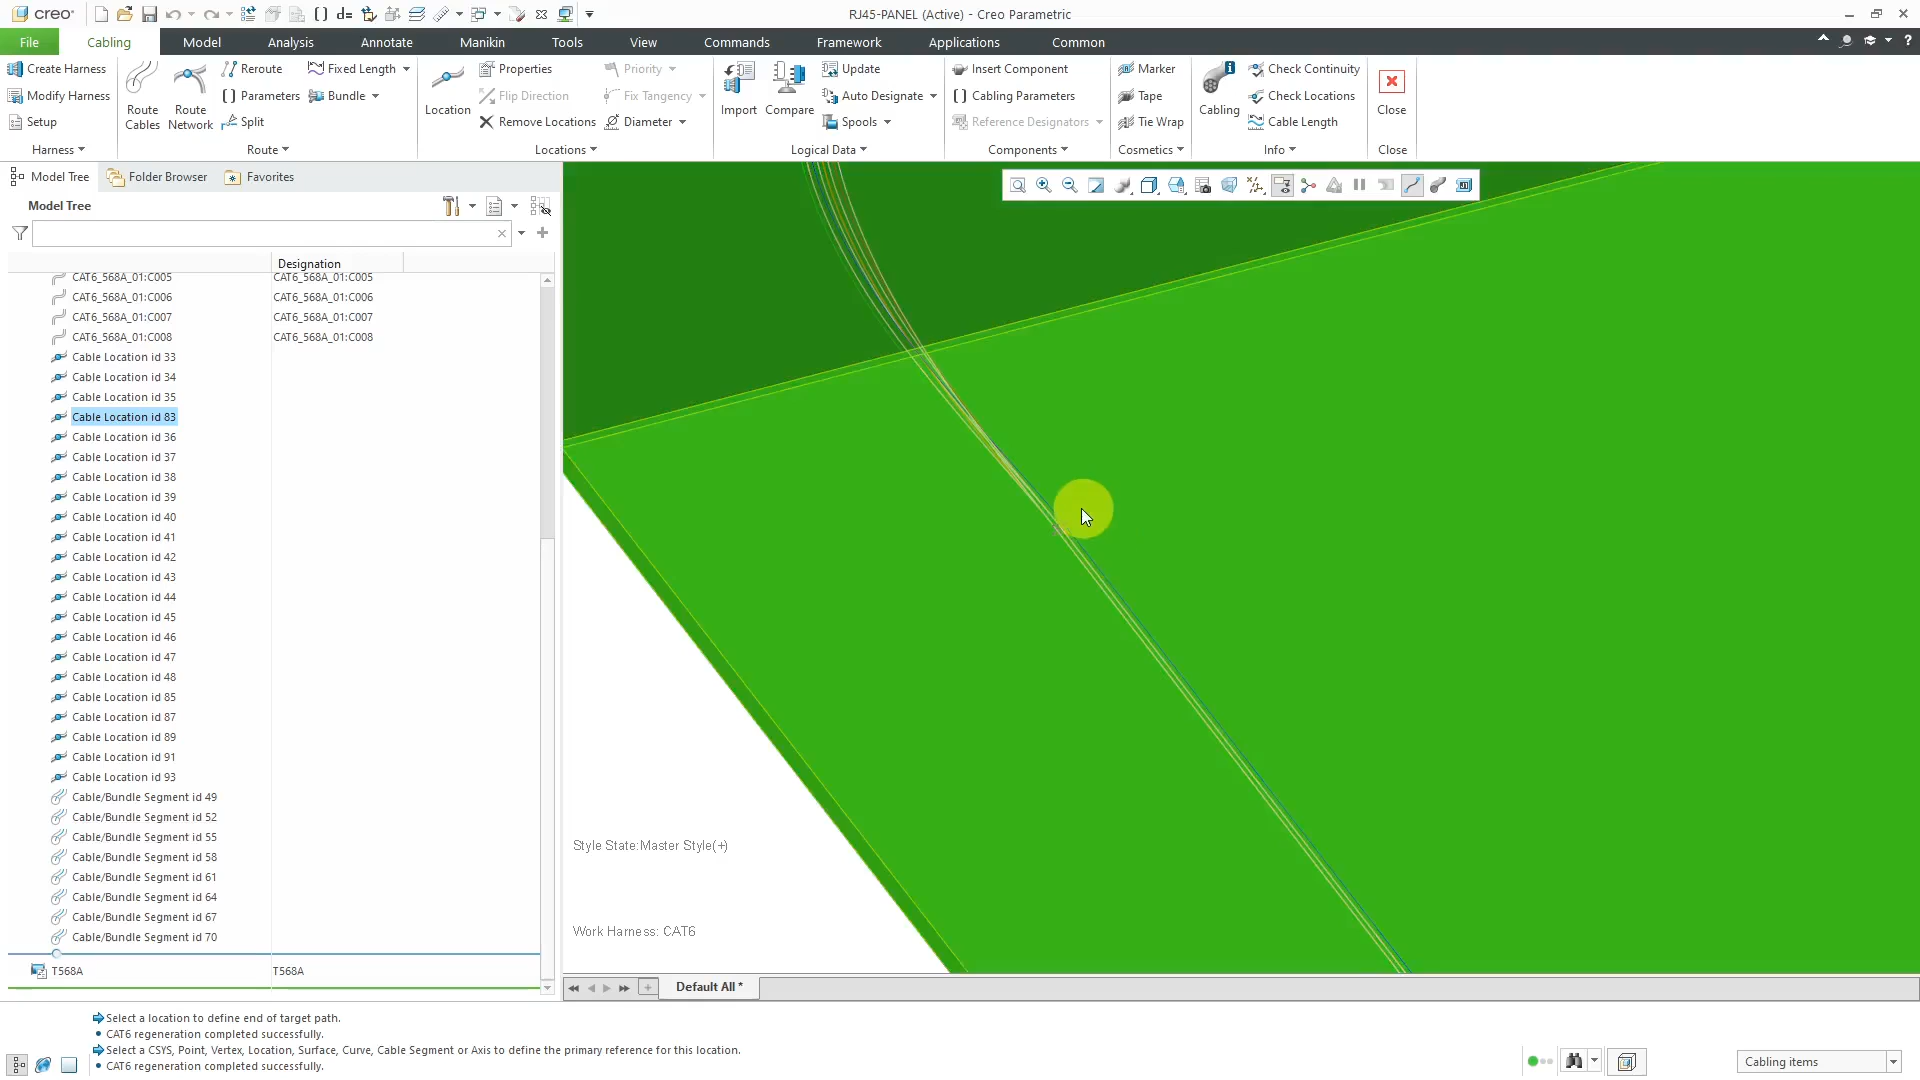 creo
d=
RJ45-PANEL (Active) - Creo Parametric
File Cabling Model Analysis Annotate Manikin Tools View Commands Framework Applications Common
Create Harness
Modify Harness
Setup
Harness
Route Cables
Route Network
Reroute
Parameters
Split
Fixed Length
Bundle
Route
Location
Properties
Flip Direction
Remove Locations
Priority
Fix Tangency
Diameter
Locations
Import
Compare
Update
Auto Designate
Spools
Logical Data
Insert Component
Cabling Parameters
Reference Designators
Components
Marker
Tape
Tie Wrap
Cosmetics
Cabling
Check Continuity
Check Locations
Cable Length
Info
Close
Close
Model Tree Folder Browser Favorites
Model Tree
Designation
CAT6_568A_01:C005 CAT6_568A_01:C005
CAT6_568A_01:C006 CAT6_568A_01:C006
CAT6_568A_01:C007 CAT6_568A_01:C007
CAT6_568A_01:C008 CAT6_568A_01:C008
Cable Location id 33
Cable Location id 34
Cable Location id 35
Cable Location id 83
Cable Location id 36
Cable Location id 37
Cable Location id 38
Cable Location id 39
Cable Location id 40
Cable Location id 41
Cable Location id 42
Cable Location id 43
Cable Location id 44
Cable Location id 45
Cable Location id 46
Cable Location id 47
Cable Location id 48
Cable Location id 85
Cable Location id 87
Cable Location id 89
Cable Location id 91
Cable Location id 93
Cable/Bundle Segment id 49
Cable/Bundle Segment id 52
Cable/Bundle Segment id 55
Cable/Bundle Segment id 58
Cable/Bundle Segment id 61
Cable/Bundle Segment id 64
Cable/Bundle Segment id 67
Cable/Bundle Segment id 70
T568A T568A
Style State:Master Style(+)
Work Harness: CAT6
Default All *
Select a location to define end of target path.
CAT6 regeneration completed successfully.
Select a CSYS, Point, Vertex, Location, Surface, Curve, Cable Segment or Axis to define the primary reference for this location.
CAT6 regeneration completed successfully.
Cabling items